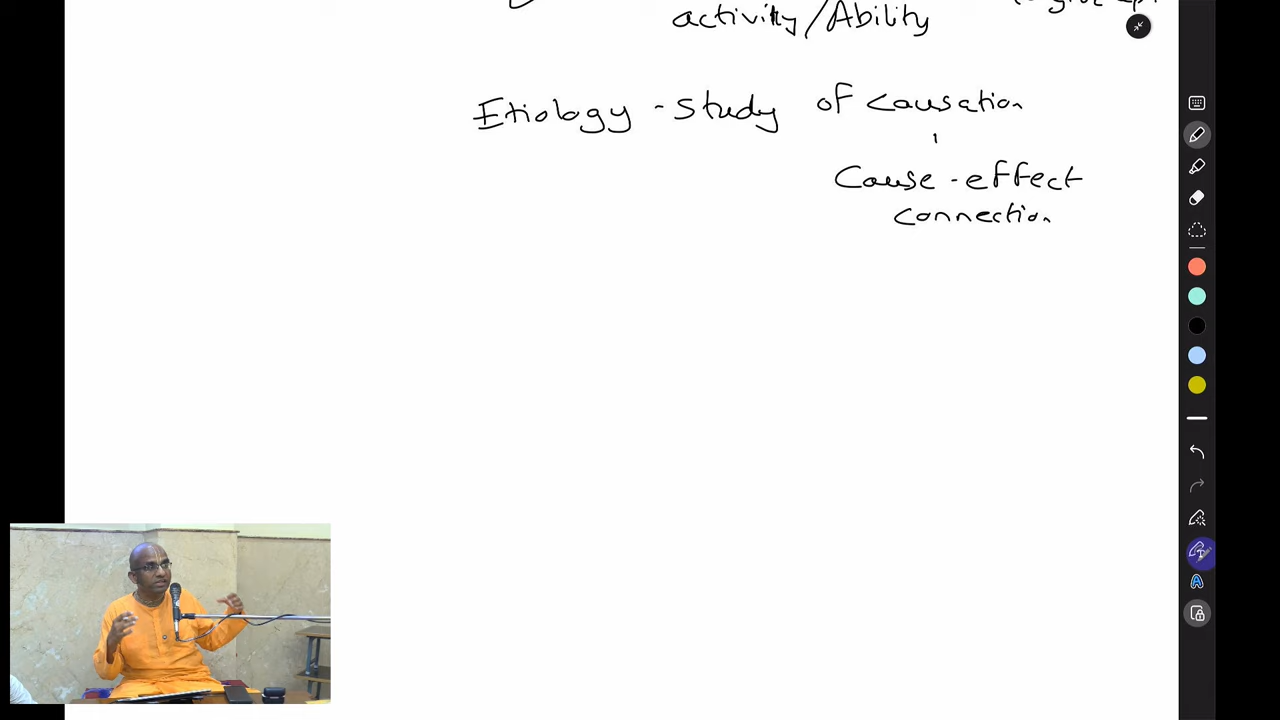 activity/Ability
Etiology - Study of causation
Cause - effect
connection